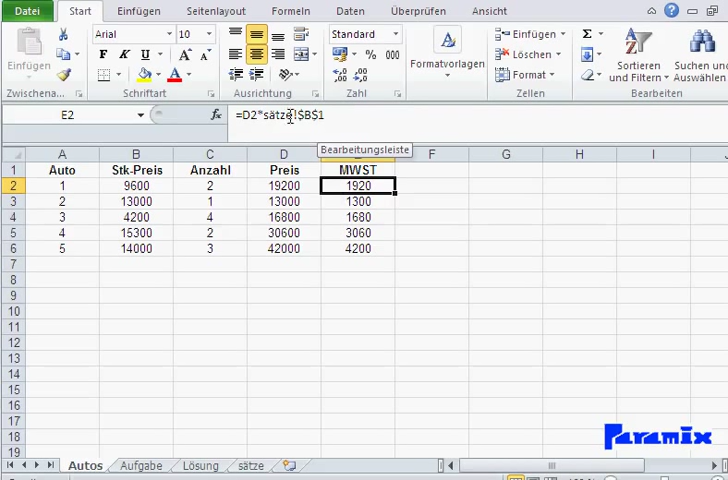 Datei Start Einfügen Seitenlayout Formeln Daten Überprüfen Ansicht
Einfügen
Arial 10
F K U A A
A
Standard
% 000
Formatvorlagen
Einfügen
Löschen
Format
Σ
Sortieren und Filtern
Suchen und Auswählen
Zwischena... Schriftart Ausrichtung Zahl Zellen Bearbeiten
E2 fx =D2*sätze!$B$1
Bearbeitungsleiste
A B C D E F G H I
1 Auto Stk-Preis Anzahl Preis MWST
2 1 9600 2 19200 1920
3 2 13000 1 13000 1300
4 3 4200 4 16800 1680
5 4 15300 2 30600 3060
6 5 14000 3 42000 4200
7
8
9
10
11
12
13
14
15
16
17
18
19
Paramix
Autos Aufgabe Lösung sätze